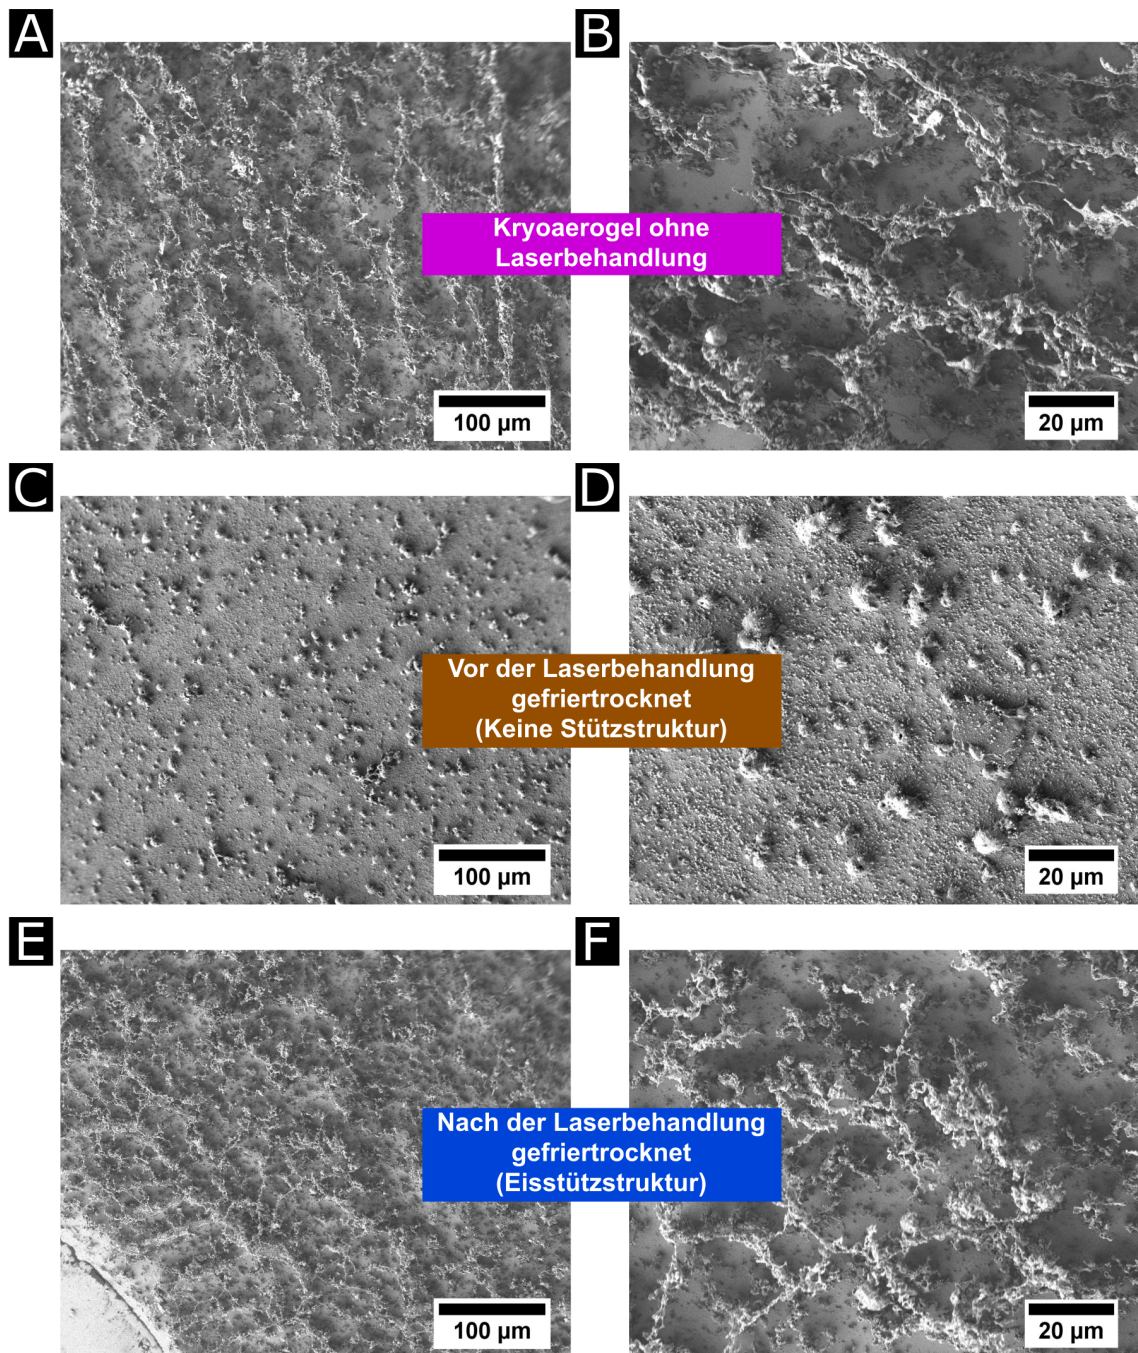 A
B
Kryoaerogel ohne
Laserbehandlung
100 µm
20 µm
C
D
Vor der Laserbehandlung
gefriertrocknet
(Keine Stützstruktur)
100 µm
20 µm
E
F
Nach der Laserbehandlung
gefriertrocknet
(Eisstützstruktur)
100 µm
20 µm